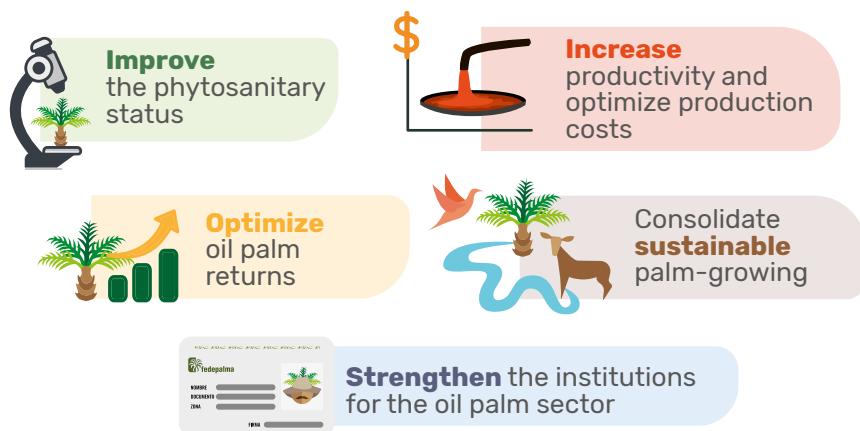 Improve
the phytosanitary
status
$
Increase
productivity and
optimize production
costs
Optimize
oil palm
returns
Consolidate
sustainable
palm-growing
fedepalma
NOMBRE
DOCUMENTO
ZONA
FIRMA
Strengthen the institutions
for the oil palm sector